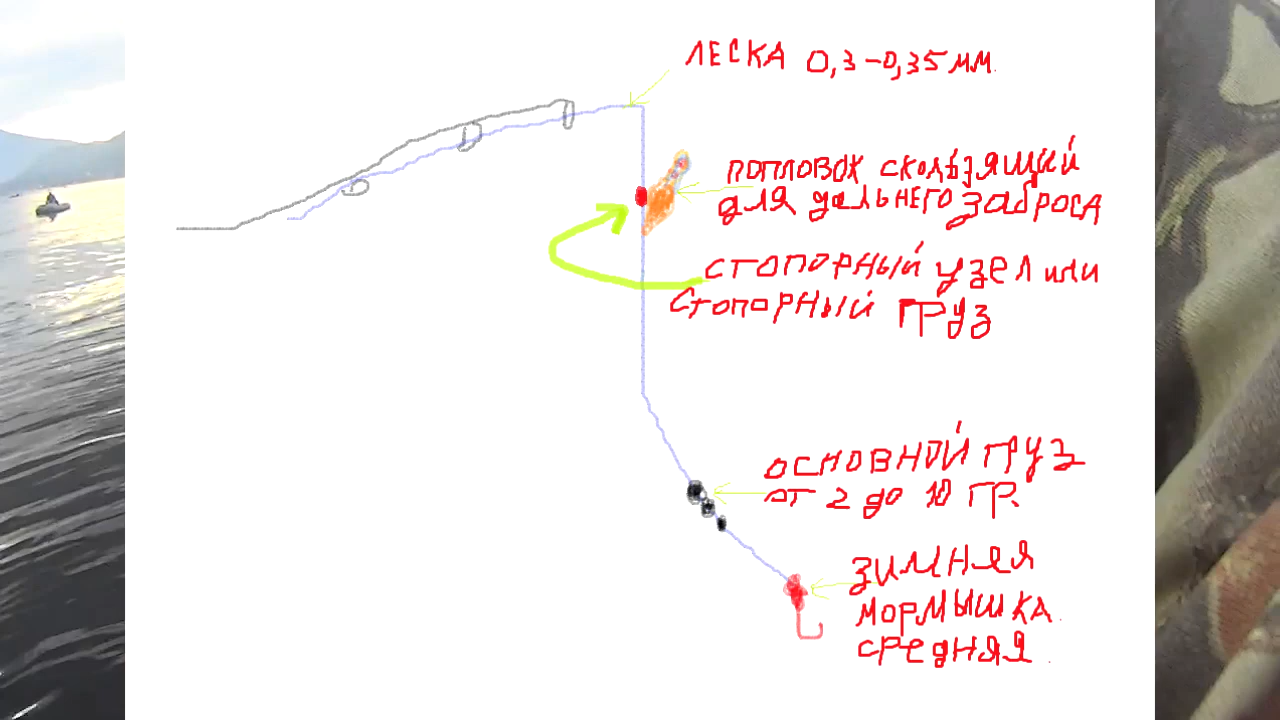 ЛЕСКА 0,3-0,35 мм.
ПОПЛОВОК СКОЛЬЗЯЩИЙ
ДЛЯ ДАЛЬНЕГО ЗАБРОСА
СТОПОРНЫЙ УЗЕЛ ИЛИ
СТОПОРНЫЙ ГРУЗ
ОСНОВНОЙ ГРУЗ
ОТ 2 ДО 10 ГР.
ЗИМНЯЯ
МОРМЫШКА
СРЕДНЯЯ.